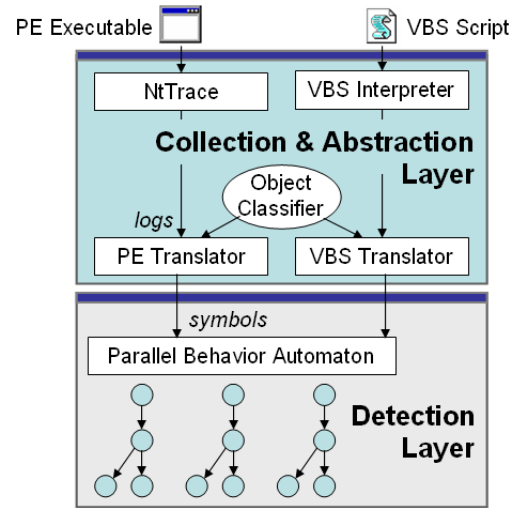 PE Executable
VBS Script
NtTrace
VBS Interpreter
Collection & Abstraction
Layer
Object
Classifier
logs
PE Translator
VBS Translator
symbols
Parallel Behavior Automaton
Detection
Layer